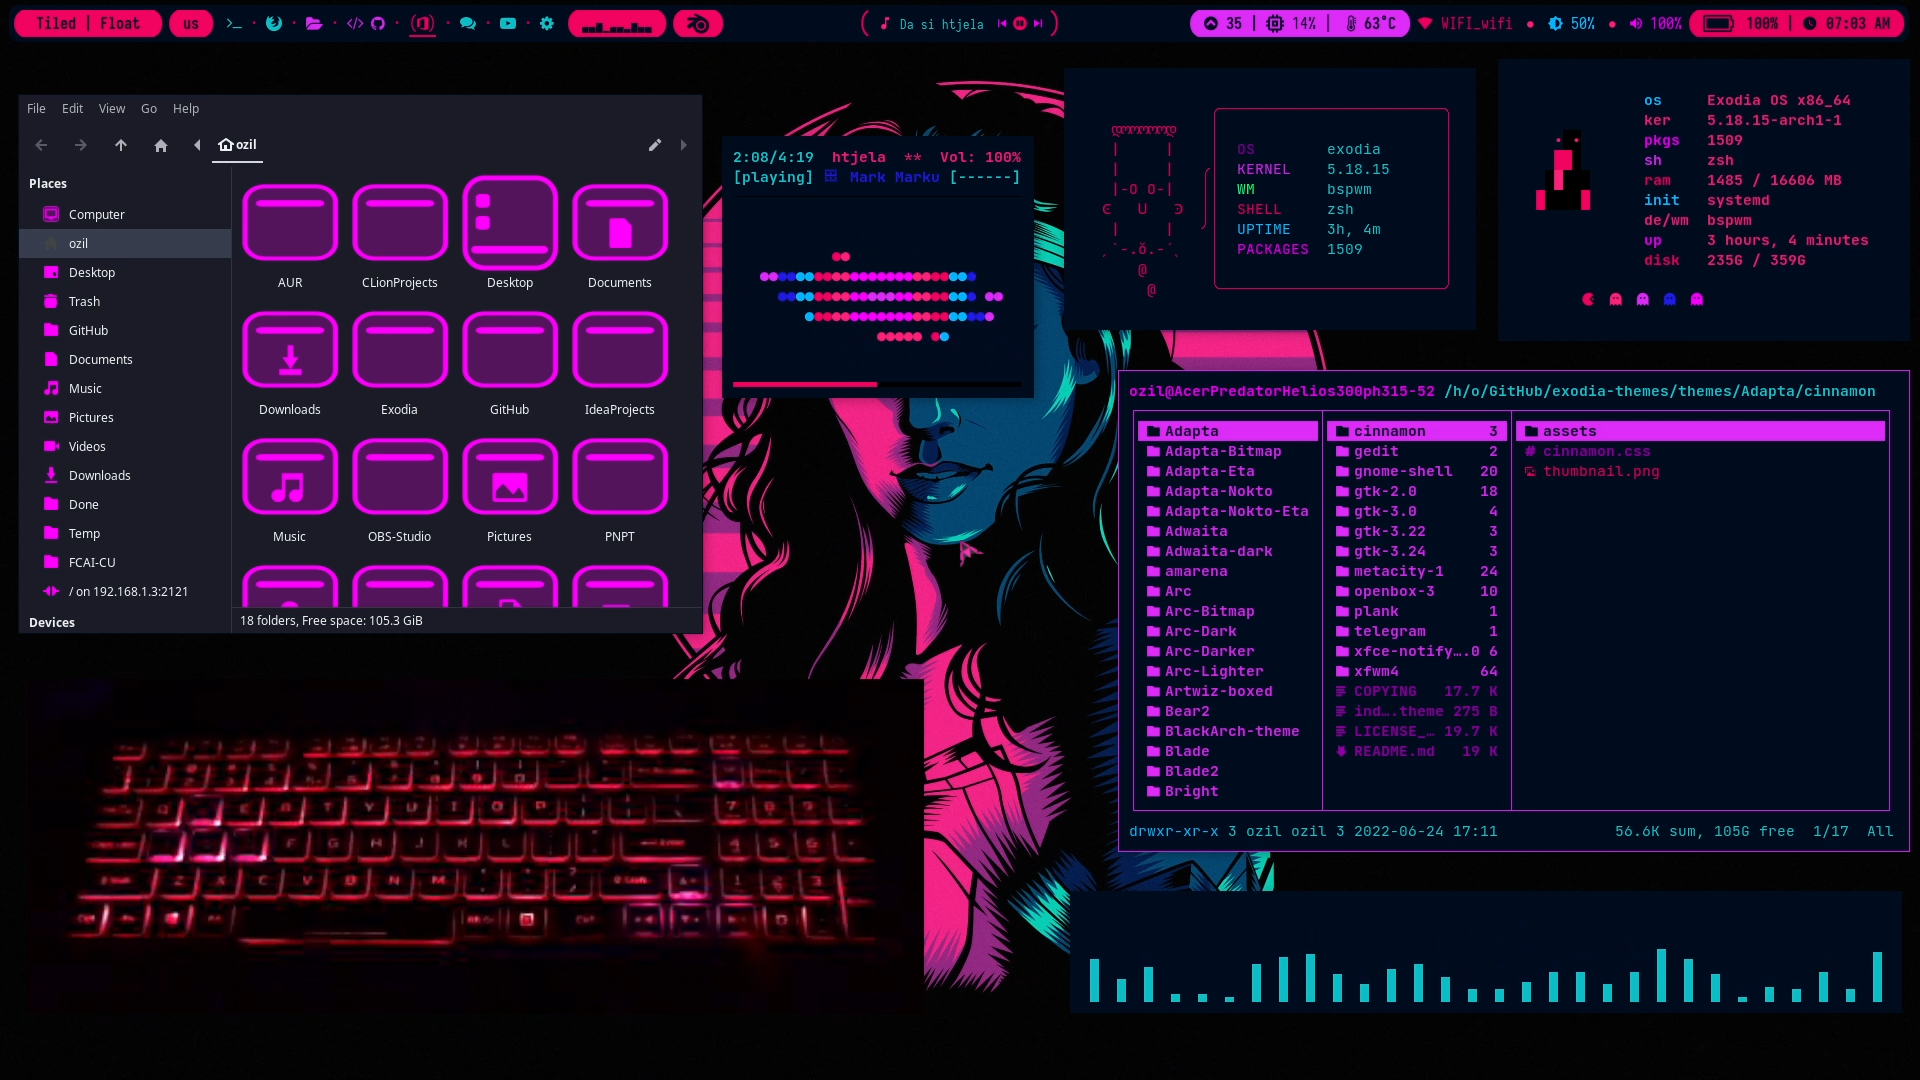 Tiled | Float
us
Da si htjela
35 | 14% | 63°C
WIFI_wifi
50%
100%
100% | 07:03 AM
File Edit View Go Help
ozil
Places
Computer
ozil
Desktop
Trash
GitHub
Documents
Music
Pictures
Videos
Downloads
Done
Temp
FCAI-CU
/ on 192.168.1.3:2121
Devices
AUR CLionProjects Desktop Documents
Downloads Exodia GitHub IdeaProjects
Music OBS-Studio Pictures PNPT
18 folders, Free space: 105.3 GiB
2:08/4:19 htjela ** Vol: 100%
[playing] Mark Marku [------]
OS exodia
KERNEL 5.18.15
WM bspwm
SHELL zsh
UPTIME 3h, 4m
PACKAGES 1509
os Exodia OS x86_64
ker 5.18.15-arch1-1
pkgs 1509
sh zsh
ram 1485 / 16606 MB
init systemd
de/wm bspwm
up 3 hours, 4 minutes
disk 235G / 359G
ozil@AcerPredatorHelios300ph315-52 /h/o/GitHub/exodia-themes/themes/Adapta/cinnamon
Adapta
Adapta-Bitmap
Adapta-Eta
Adapta-Nokto
Adapta-Nokto-Eta
Adwaita
Adwaita-dark
amarena
Arc
Arc-Bitmap
Arc-Dark
Arc-Darker
Arc-Lighter
Artwiz-boxed
Bear2
BlackArch-theme
Blade
Blade2
Bright
cinnamon 3
gedit 2
gnome-shell 20
gtk-2.0 18
gtk-3.0 4
gtk-3.22 3
gtk-3.24 3
metacity-1 24
openbox-3 10
plank 1
telegram 1
xfce-notify….0 6
xfwm4 64
COPYING 17.7 K
ind….theme 275 B
LICENSE_… 19.7 K
README.md 19 K
assets
cinnamon.css
thumbnail.png
drwxr-xr-x 3 ozil ozil 3 2022-06-24 17:11
56.6K sum, 105G free 1/17 All